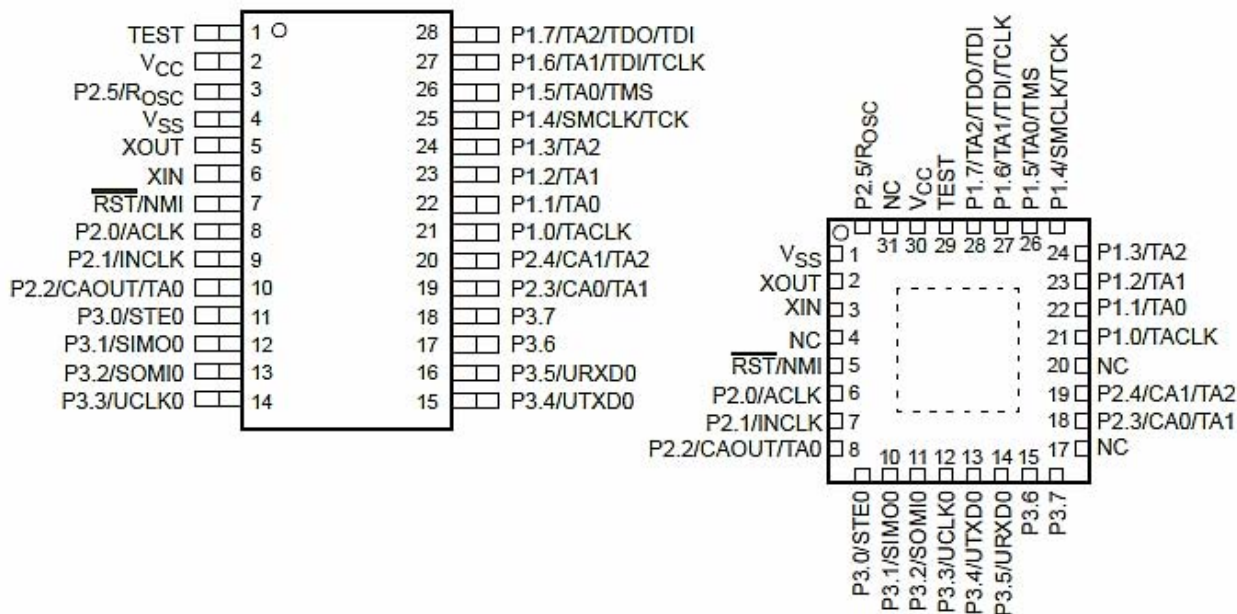 TEST 1 28 P1.7/TA2/TDO/TDI
VCC 2 27 P1.6/TA1/TDI/TCLK
P2.5/ROSC 3 26 P1.5/TA0/TMS
VSS 4 25 P1.4/SMCLK/TCK
XOUT 5 24 P1.3/TA2
XIN 6 23 P1.2/TA1
RST/NMI 7 22 P1.1/TA0
P2.0/ACLK 8 21 P1.0/TACLK
P2.1/INCLK 9 20 P2.4/CA1/TA2
P2.2/CAOUT/TA0 10 19 P2.3/CA0/TA1
P3.0/STE0 11 18 P3.7
P3.1/SIMO0 12 17 P3.6
P3.2/SOMI0 13 16 P3.5/URXD0
P3.3/UCLK0 14 15 P3.4/UTXD0
P2.5/ROSC
NC
VCC
TEST
P1.7/TA2/TDO/TDI
P1.6/TA1/TDI/TCLK
P1.5/TA0/TMS
P1.4/SMCLK/TCK
31 30 29 28 27 26
VSS 1 24 P1.3/TA2
XOUT 2 23 P1.2/TA1
XIN 3 22 P1.1/TA0
NC 4 21 P1.0/TACLK
RST/NMI 5 20 NC
P2.0/ACLK 6 19 P2.4/CA1/TA2
P2.1/INCLK 7 18 P2.3/CA0/TA1
P2.2/CAOUT/TA0 8 17 NC
10 11 12 13 14 15
P3.0/STE0
P3.1/SIMO0
P3.2/SOMI0
P3.3/UCLK0
P3.4/UTXD0
P3.5/URXD0
P3.6
P3.7